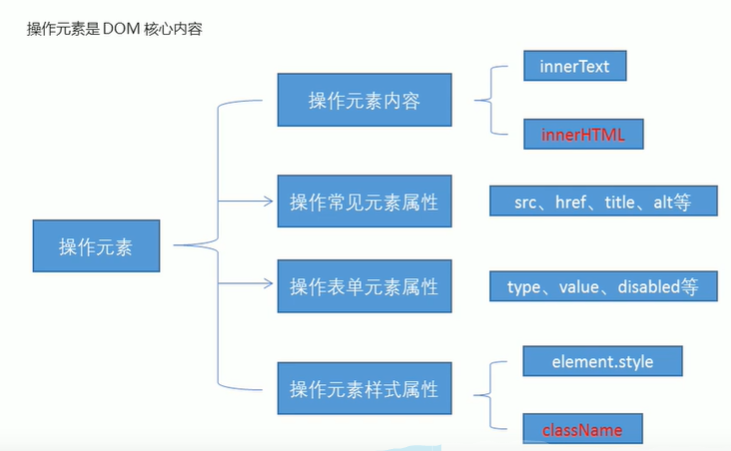 操作元素是 DOM 核心内容
操作元素
操作元素内容
innerText
innerHTML
操作常见元素属性
src、href、title、alt等
操作表单元素属性
type、value、disabled等
操作元素样式属性
element.style
className